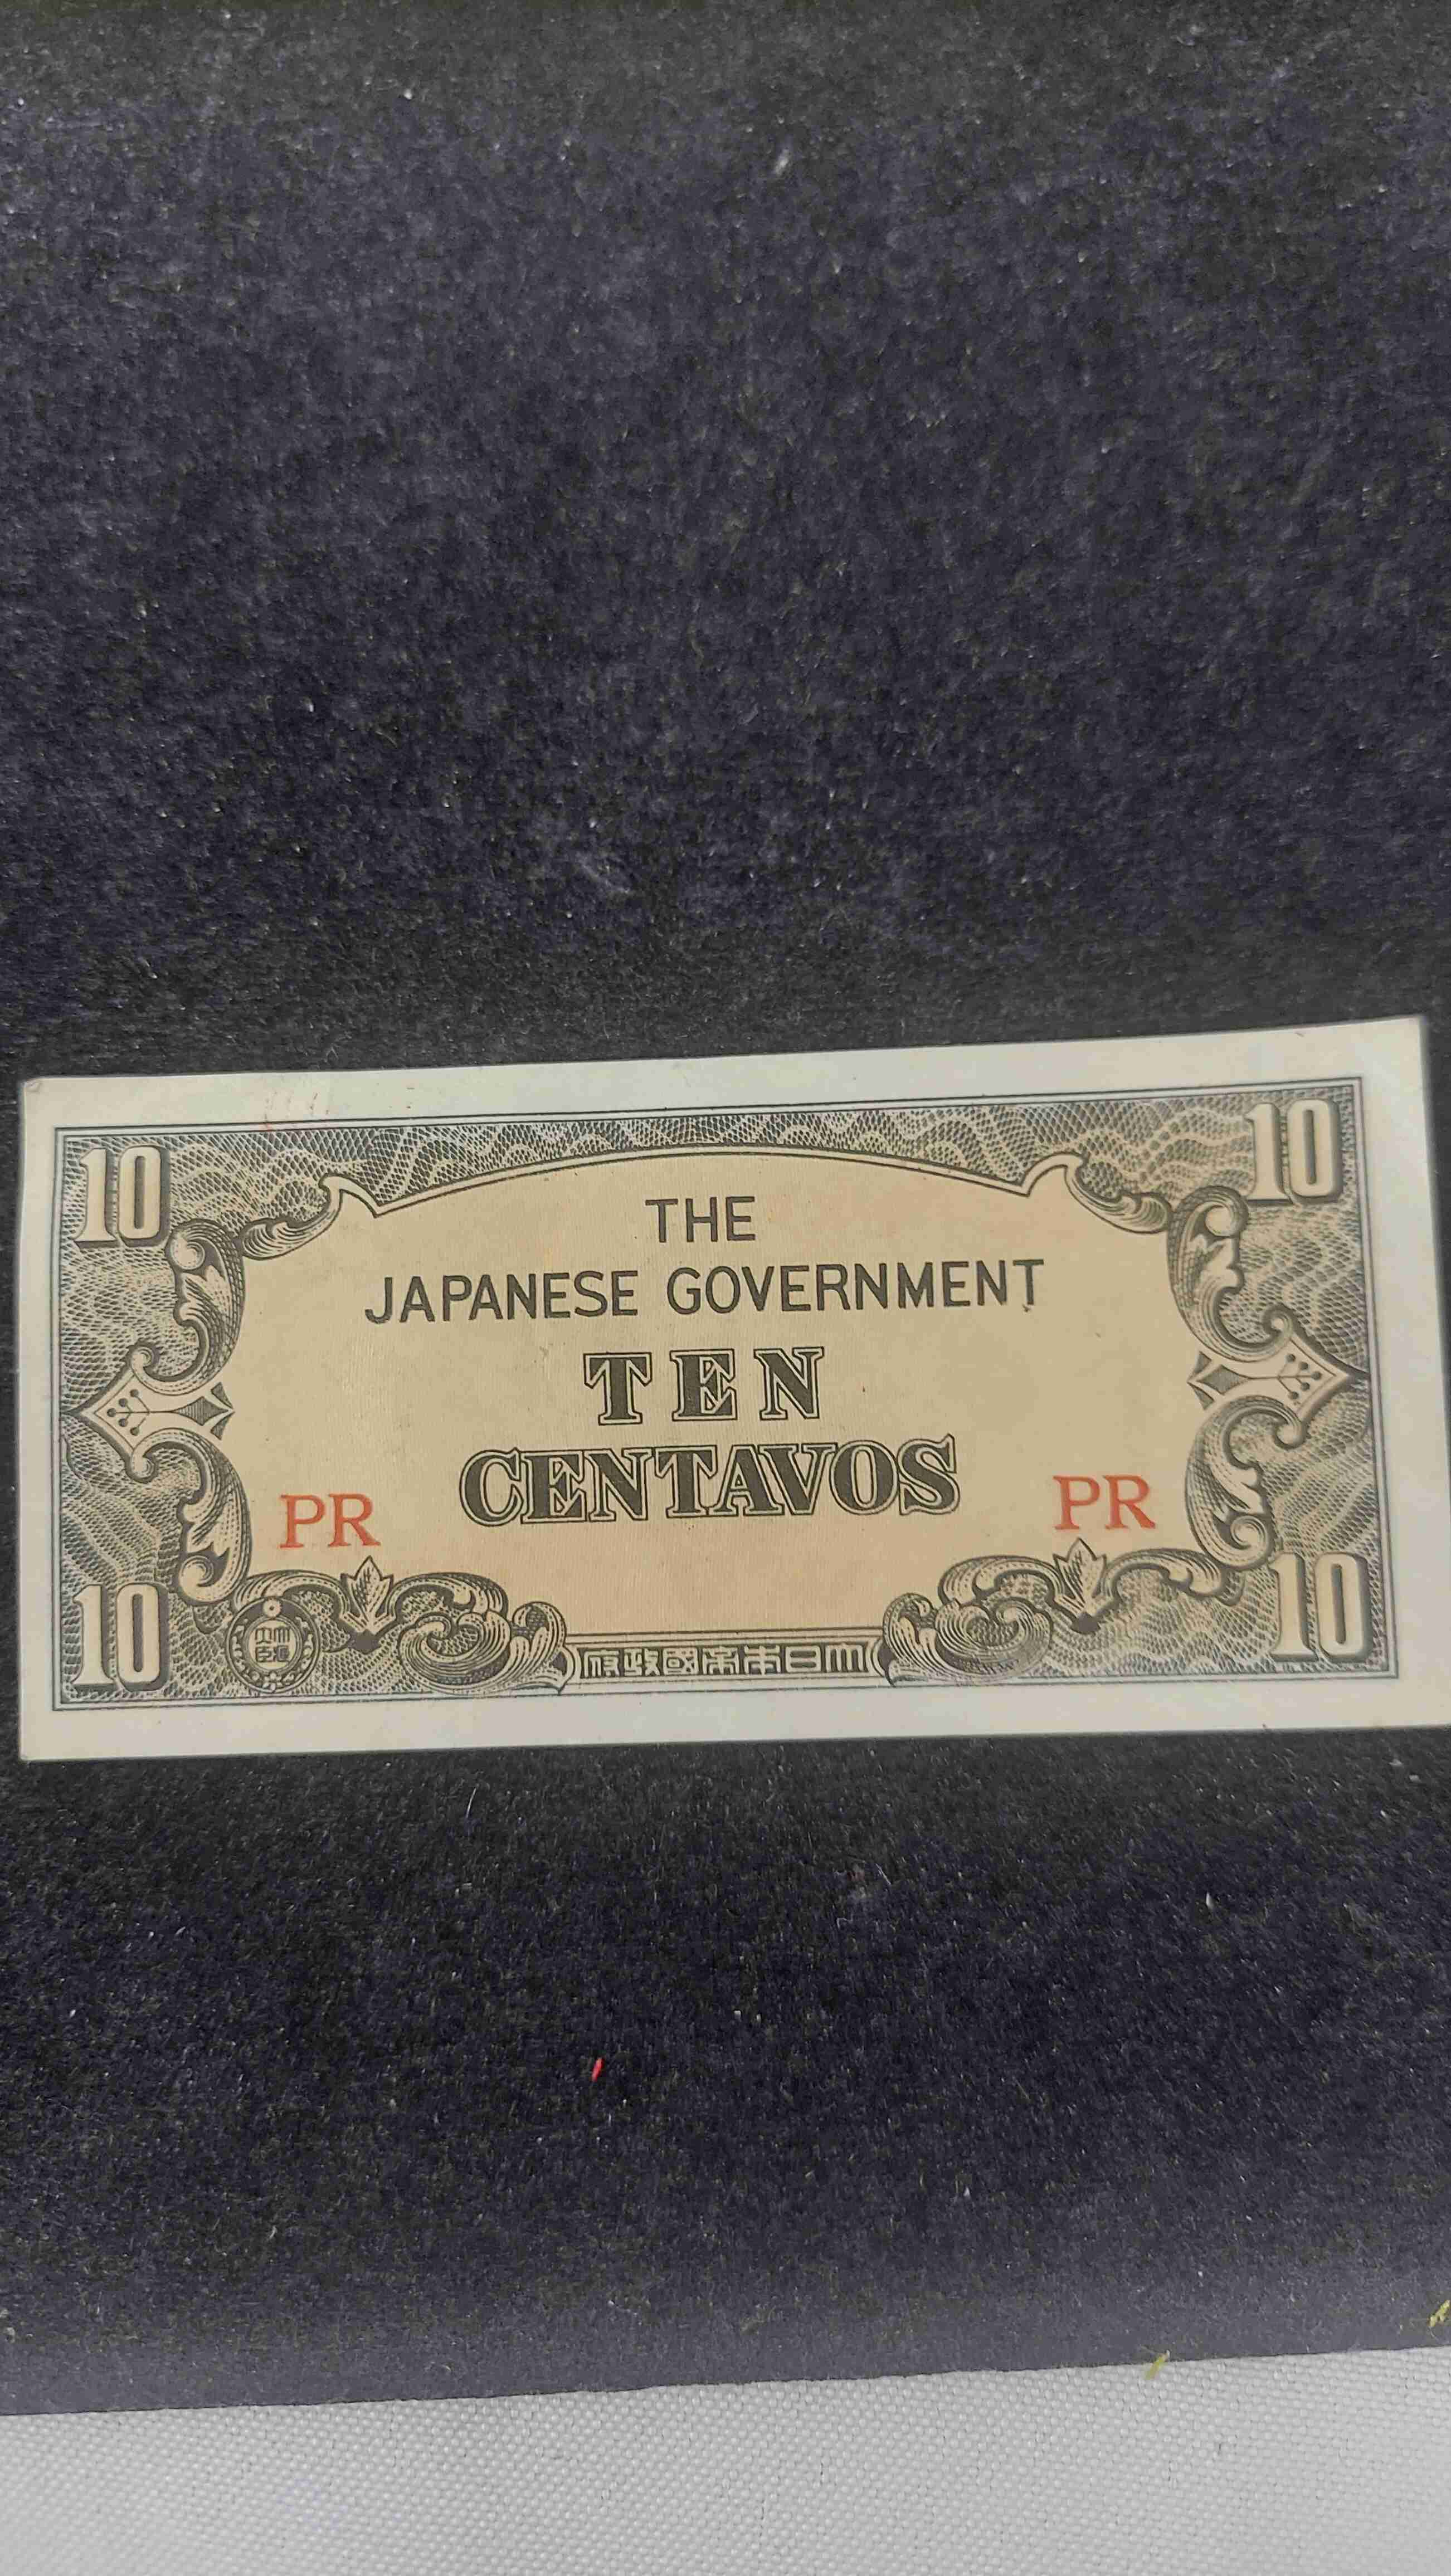 10 10
THE
JAPANESE GOVERNMENT
TEN
CENTAVOS
PR PR
10 10
府政國帝本日大